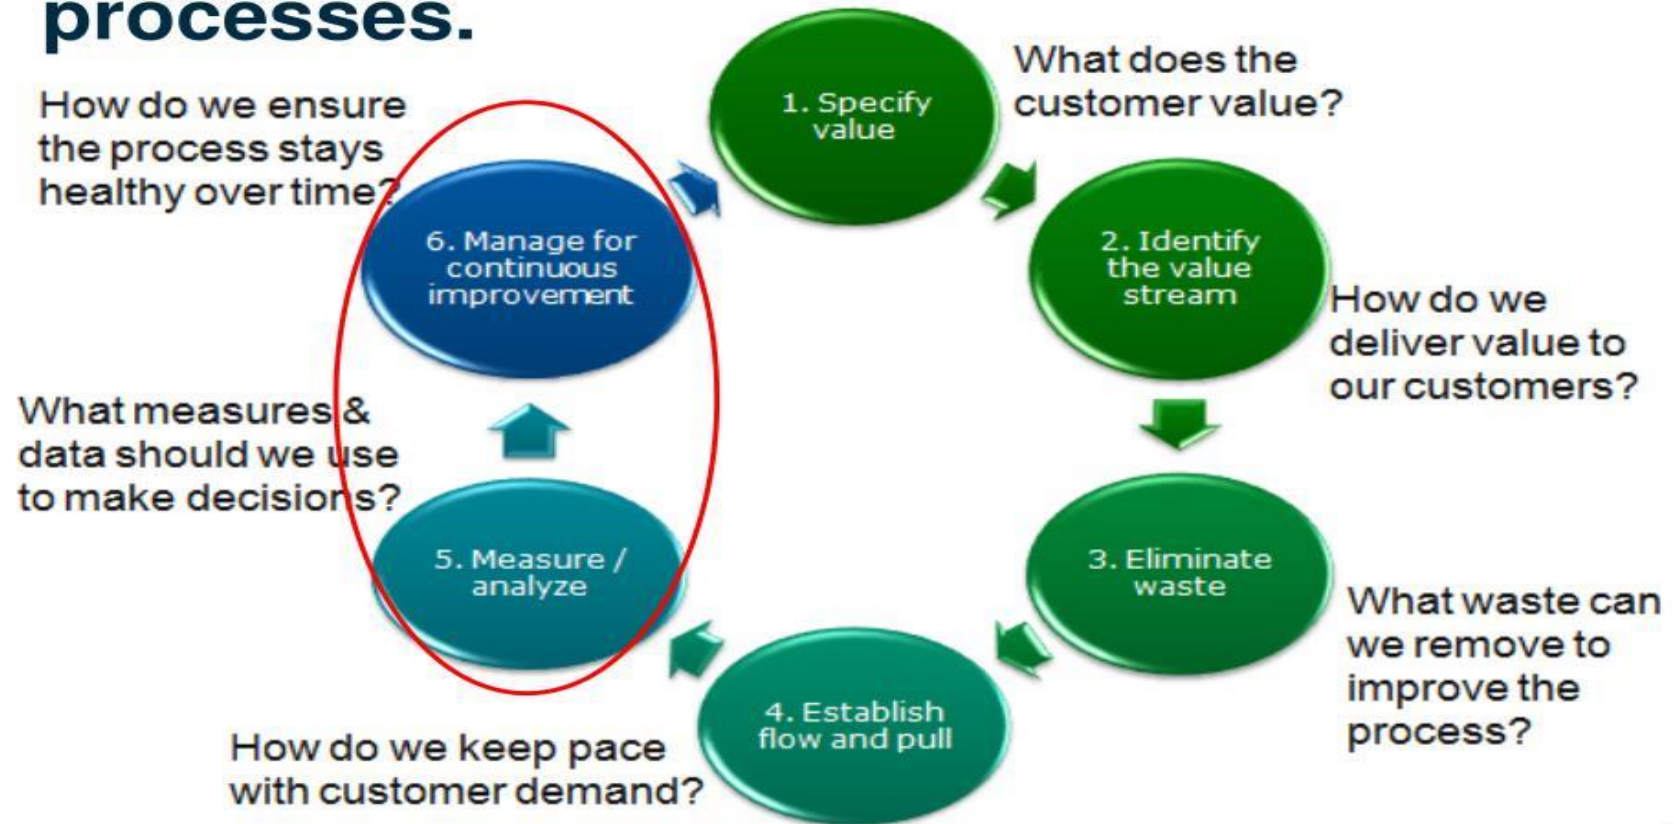 processes.
1. Specify
value
What does the
customer value?
2. Identify
the value
stream
How do we
deliver value to
our customers?
3. Eliminate
waste
What waste can
we remove to
improve the
process?
4. Establish
flow and pull
How do we keep pace
with customer demand?
5. Measure /
analyze
What measures &
data should we use
to make decisions?
6. Manage for
continuous
improvement
How do we ensure
the process stays
healthy over time?